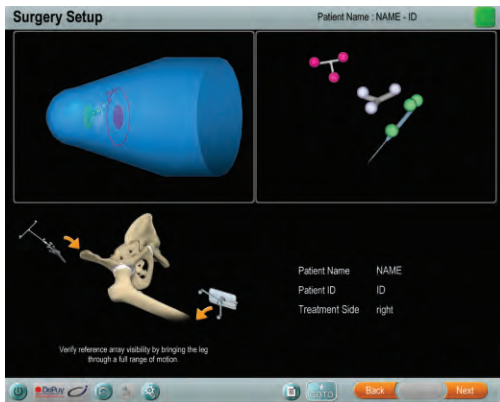 Surgery Setup
Patient Name : NAME - ID
Patient Name NAME
Patient ID ID
Treatment Side right
Verify reference array visibility by bringing the leg
through a full range of motion.
DePuy
GOTO
Back
Next